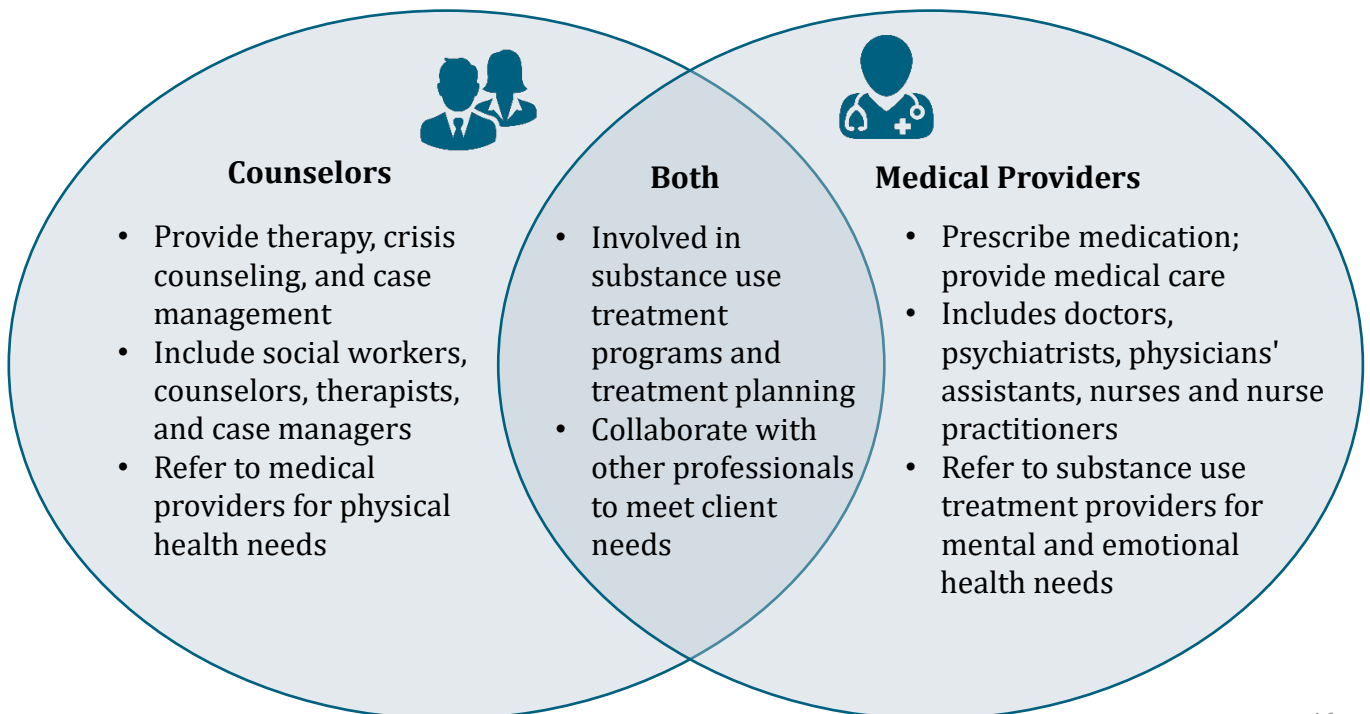 Counselors
• Provide therapy, crisis
counseling, and case
management
• Include social workers,
counselors, therapists,
and case managers
• Refer to medical
providers for physical
health needs
Both
• Involved in
substance use
treatment
programs and
treatment planning
• Collaborate with
other professionals
to meet client
needs
Medical Providers
• Prescribe medication;
provide medical care
• Includes doctors,
psychiatrists, physicians'
assistants, nurses and nurse
practitioners
• Refer to substance use
treatment providers for
mental and emotional
health needs